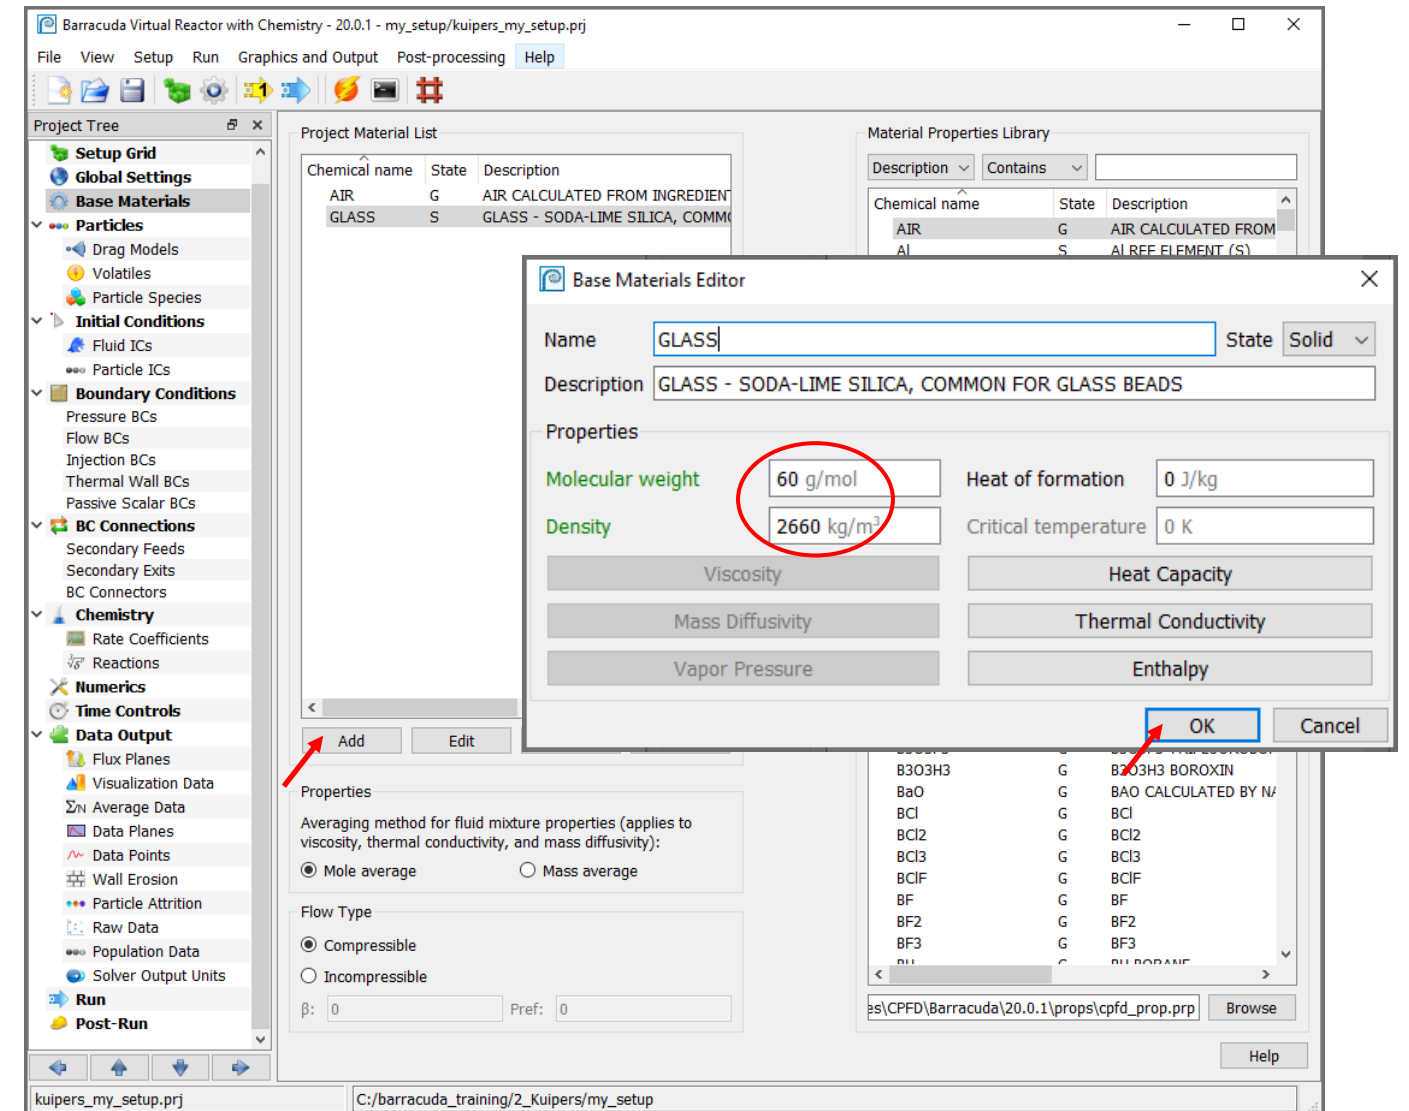 Barracuda Virtual Reactor with Chemistry - 20.0.1 - my_setup/kuipers_my_setup.prj
File View Setup Run Graphics and Output Post-processing Help
Project Tree
Setup Grid
Global Settings
Base Materials
Particles
Drag Models
Volatiles
Particle Species
Initial Conditions
Fluid ICs
Particle ICs
Boundary Conditions
Pressure BCs
Flow BCs
Injection BCs
Thermal Wall BCs
Passive Scalar BCs
BC Connections
Secondary Feeds
Secondary Exits
BC Connectors
Chemistry
Rate Coefficients
Reactions
Numerics
Time Controls
Data Output
Flux Planes
Visualization Data
Average Data
Data Planes
Data Points
Wall Erosion
Particle Attrition
Raw Data
Population Data
Solver Output Units
Run
Post-Run
Project Material List
Chemical name State Description
AIR G AIR CALCULATED FROM INGREDIENT
GLASS S GLASS - SODA-LIME SILICA, COMM
Add Edit
Properties
Averaging method for fluid mixture properties (applies to
viscosity, thermal conductivity, and mass diffusivity):
Mole average Mass average
Flow Type
Compressible
Incompressible
β: 0 Pref: 0
Material Properties Library
Description Contains
Chemical name State Description
AIR G AIR CALCULATED FROM
Al S Al REF ELEMENT (S)
Base Materials Editor
Name GLASS State Solid
Description GLASS - SODA-LIME SILICA, COMMON FOR GLASS BEADS
Properties
Molecular weight 60 g/mol Heat of formation 0 J/kg
Density 2660 kg/m³ Critical temperature 0 K
Viscosity Heat Capacity
Mass Diffusivity Thermal Conductivity
Vapor Pressure Enthalpy
OK Cancel
B3O3H3 G B3O3H3 BOROXIN
BaO G BAO CALCULATED BY NA
BCl G BCl
BCl2 G BCl2
BCl3 G BCl3
BClF G BClF
BF G BF
BF2 G BF2
BF3 G BF3
es\CPFD\Barracuda\20.0.1\props\cpfd_prop.prp Browse
Help
kuipers_my_setup.prj C:/barracuda_training/2_Kuipers/my_setup